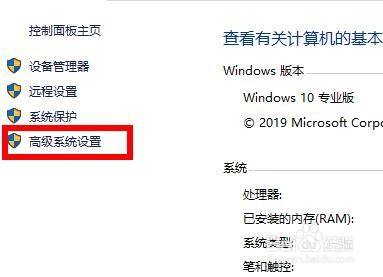 控制面板主页
设备管理器
远程设置
系统保护
高级系统设置
查看有关计算机的基本
Windows 版本
Windows 10 专业版
© 2019 Microsoft Corpo
系统
处理器:
已安装的内存(RAM):
系统类型:
笔和触控: